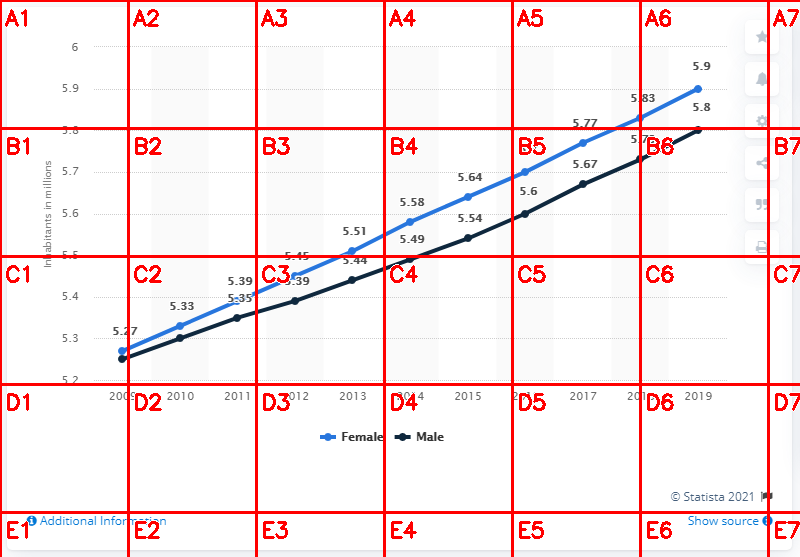 6
5.9
5.8
5.7
5.6
5.5
5.4
5.3
5.2
Inhabitants in millions
5.9
5.83
5.8
5.77
5.67
5.64
5.6
5.58
5.54
5.51
5.49
5.45
5.44
5.39
5.39
5.35
5.33
5.27
2009 2010 2011 2012 2013 2014 2015 2016 2017 2018 2019
Female Male
© Statista 2021
Additional Information
Show source
A1 A2 A3 A4 A5 A6 A7
B1 B2 B3 B4 B5 B6 B7
C1 C2 C3 C4 C5 C6 C7
D1 D2 D3 D4 D5 D6 D7
E1 E2 E3 E4 E5 E6 E7